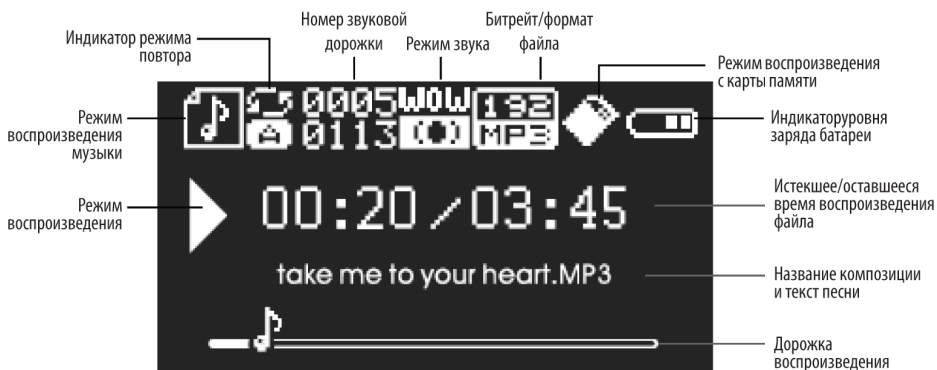 Индикатор режима
повтора
Номер звуковой
дорожки
Режим звука
Битрейт/формат
файла
Режим воспроизведения
с карты памяти
Режим
воспроизведения
музыки
0005
WOW
192
A
0113
MP3
Индикаторуровня
заряда батареи
Режим
воспроизведения
00:20/03:45
Истекшее/оставшееся
время воспроизведения
файла
take me to your heart.MP3
Название композиции
и текст песни
Дорожка
воспроизведения